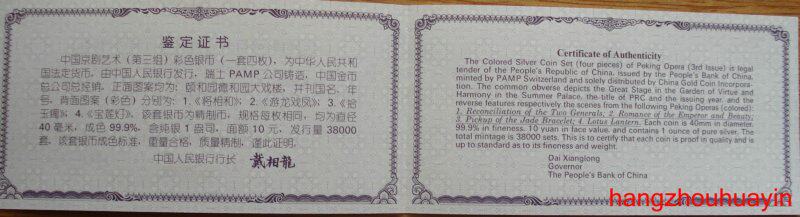 鉴定证书
中国京剧艺术（第三组）彩色银币（一套四枚），为中华人民共和
国法定货币，由中国人民银行发行，瑞士 PAMP 公司铸造，中国金币
总公司总经销，正面图案均为：颐和园德和园大戏楼，并刊国名、年
号，背面图案（彩色）分别为：1.《将相和》；2.《游龙戏凤》；3.《拾
玉镯》；4.《宝莲灯》。该套银币为精制币，规格每枚相同，均为直径
40毫米，成色 99.9%，含纯银 1 盎司，面额 10元，发行量 38000
套。该套银币成色标准，重量合格，质量精制，谨此证明。
中国人民银行行长 戴相龙
Certificate of Authenticity
The Colored Silver Coin Set (four pieces) of Peking Opera (3rd Issue) is legal
tender of the People's Republic of China, issued by the People's Bank of China,
minted by PAMP Switzerland and solely distributed by China Gold Coin Incorpora-
tion. The common obverse depicts the Great Stage in the Garden of Virtue and
Harmony in the Summer Palace, the title of PRC and the issuing year, and the
reverse features respectively the scenes from the following Peking Operas (colored):
1. Reconciliation of the Two Generals; 2. Romance of the Emperor and Beauty;
3. Pickup of the Jade Bracelet; 4. Lotus Lantern. Each coin is 40mm in diameter,
99.9% in fineness, 10 yuan in face value, and contains 1 ounce of pure silver. The
total mintage is 38000 sets. This is to certify that each coin is proof in quality and is
up to standard as to its fineness and weight.
Dai Xianglong
Governor
The People's Bank of China
hangzhouhuayin